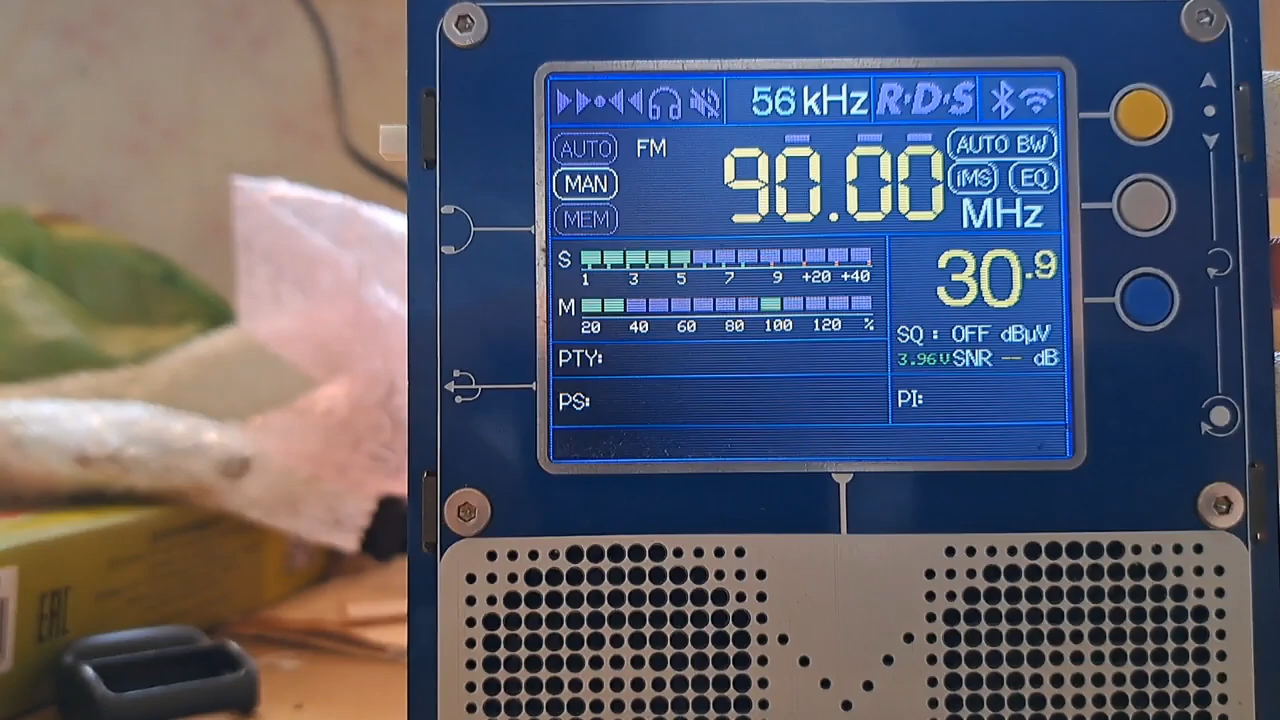 56 kHz R·D·S
AUTO FM 90.00 AUTO BW
MAN iMS EQ
MEM MHz
S 1 3 5 7 9 +20 +40
30.9
M 20 40 60 80 100 120 %
SQ : OFF dBµV
PTY: 3.96V SNR -- dB
PS: PI:
EAC